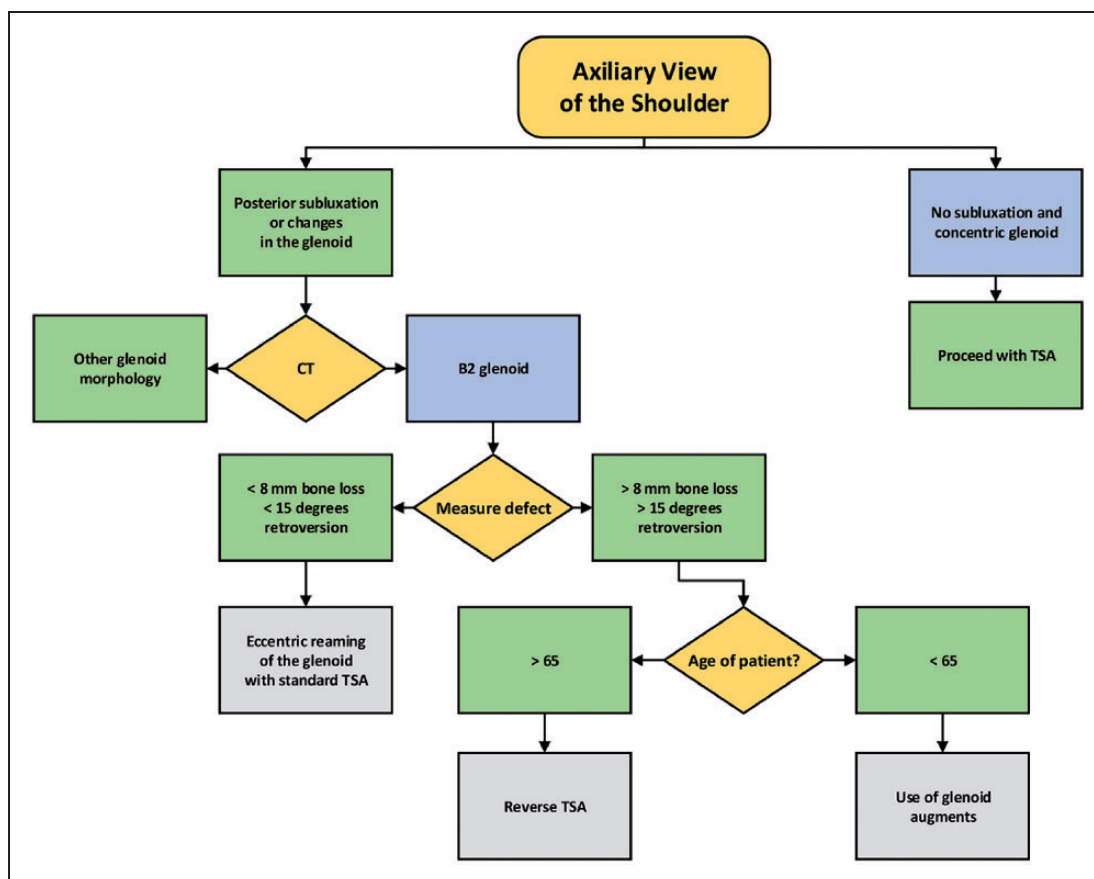 Axiliary View
of the Shoulder
Posterior subluxation
or changes
in the glenoid
No subluxation and
concentric glenoid
Other glenoid
morphology
CT
B2 glenoid
Proceed with TSA
< 8 mm bone loss
< 15 degrees
retroversion
Measure defect
> 8 mm bone loss
> 15 degrees
retroversion
Eccentric reaming
of the glenoid
with standard TSA
> 65
Age of patient?
< 65
Reverse TSA
Use of glenoid
augments